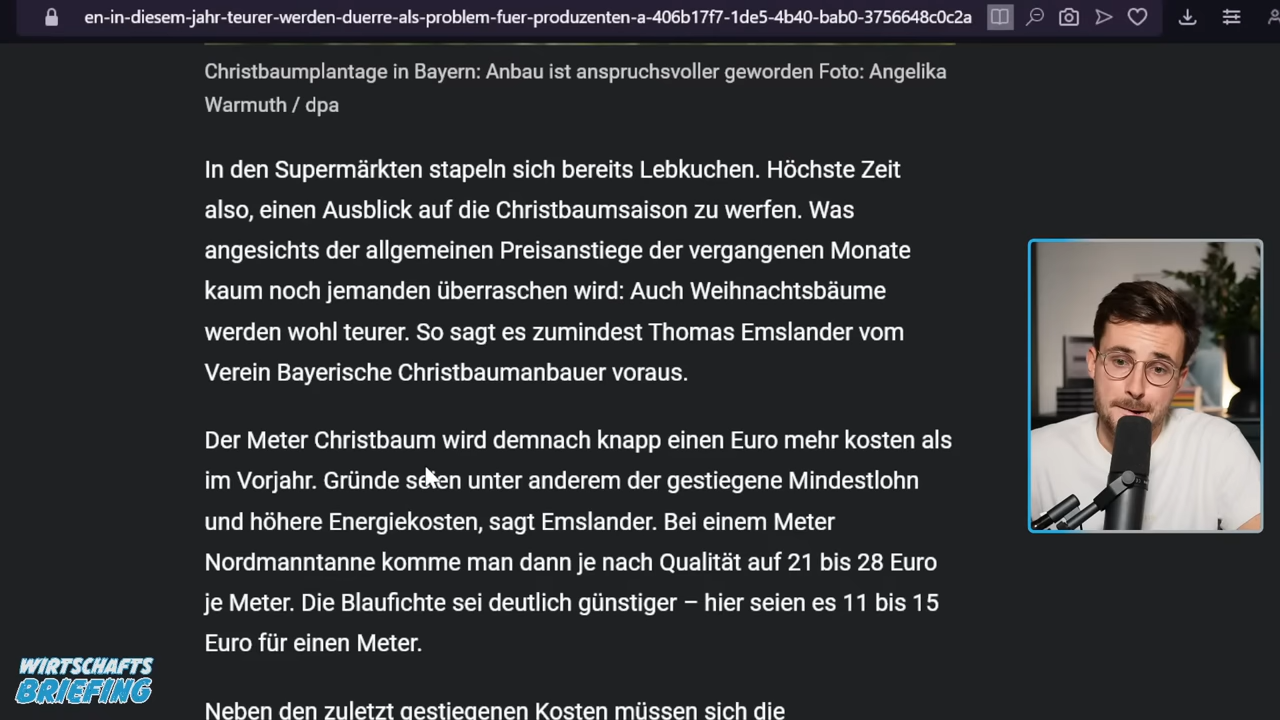 en-in-diesem-jahr-teurer-werden-duerre-als-problem-fuer-produzenten-a-406b17f7-1de5-4b40-bab0-3756648c0c2a
Christbaumplantage in Bayern: Anbau ist anspruchsvoller geworden Foto: Angelika
Warmuth / dpa
In den Supermärkten stapeln sich bereits Lebkuchen. Höchste Zeit
also, einen Ausblick auf die Christbaumsaison zu werfen. Was
angesichts der allgemeinen Preisanstiege der vergangenen Monate
kaum noch jemanden überraschen wird: Auch Weihnachtsbäume
werden wohl teurer. So sagt es zumindest Thomas Emslander vom
Verein Bayerische Christbaumanbauer voraus.
Der Meter Christbaum wird demnach knapp einen Euro mehr kosten als
im Vorjahr. Gründe seien unter anderem der gestiegene Mindestlohn
und höhere Energiekosten, sagt Emslander. Bei einem Meter
Nordmanntanne komme man dann je nach Qualität auf 21 bis 28 Euro
je Meter. Die Blaufichte sei deutlich günstiger – hier seien es 11 bis 15
Euro für einen Meter.
Neben den zuletzt gestiegenen Kosten müssen sich die
WIRTSCHAFTS
BRIEFING